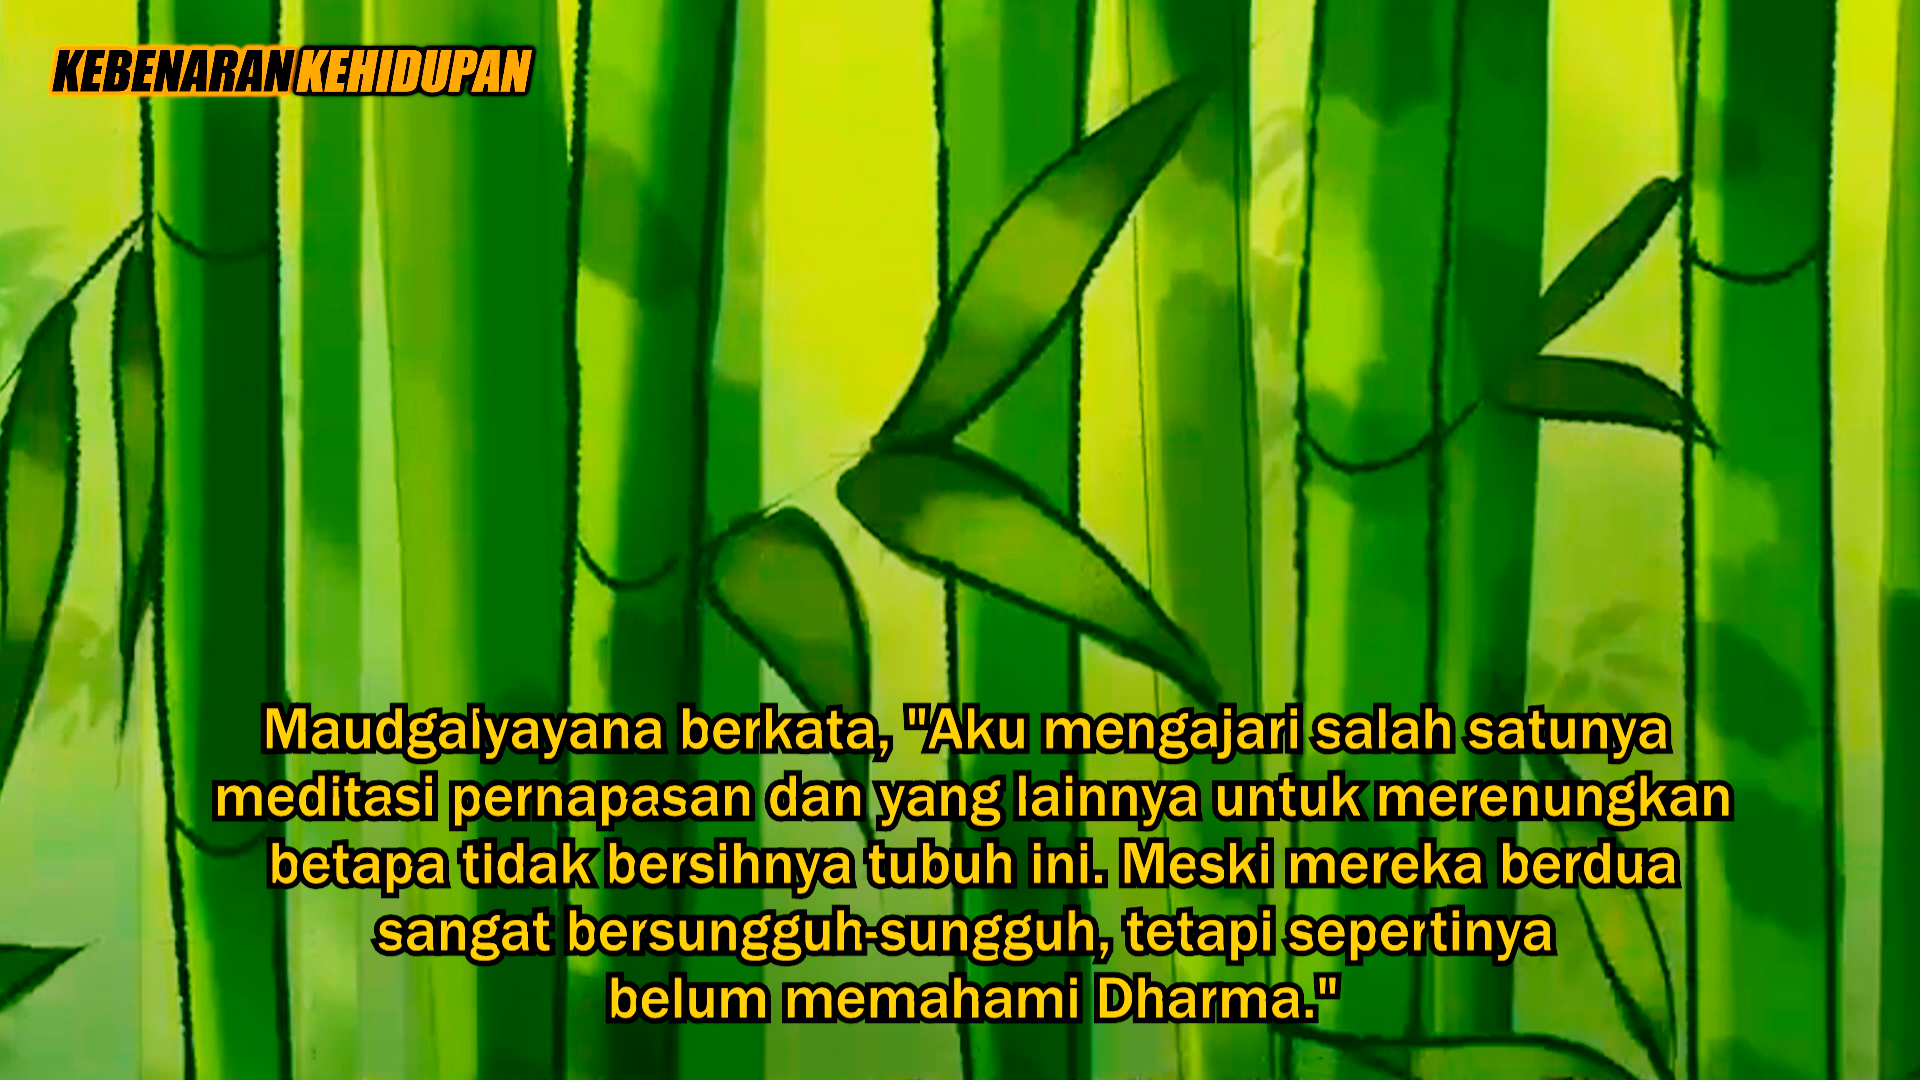 KEBENARAN KEHIDUPAN
Maudgalyayana berkata, "Aku mengajari salah satunya
meditasi pernapasan dan yang lainnya untuk merenungkan
betapa tidak bersihnya tubuh ini. Meski mereka berdua
sangat bersungguh-sungguh, tetapi sepertinya
belum memahami Dharma."